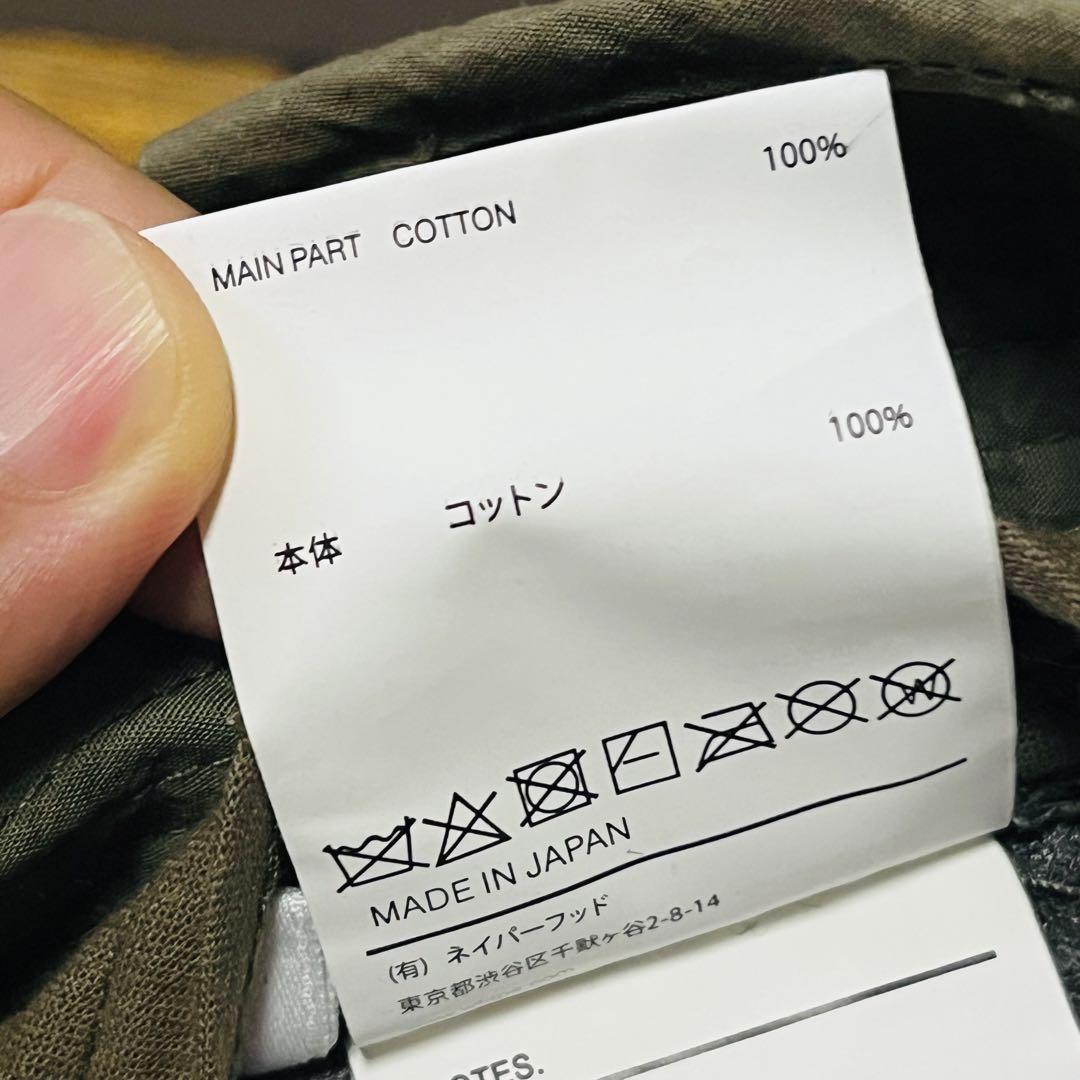 MAIN PART COTTON 100%
本体 コットン 100%
MADE IN JAPAN
(有) ネイバーフッド
東京都渋谷区千駄ヶ谷2-8-14